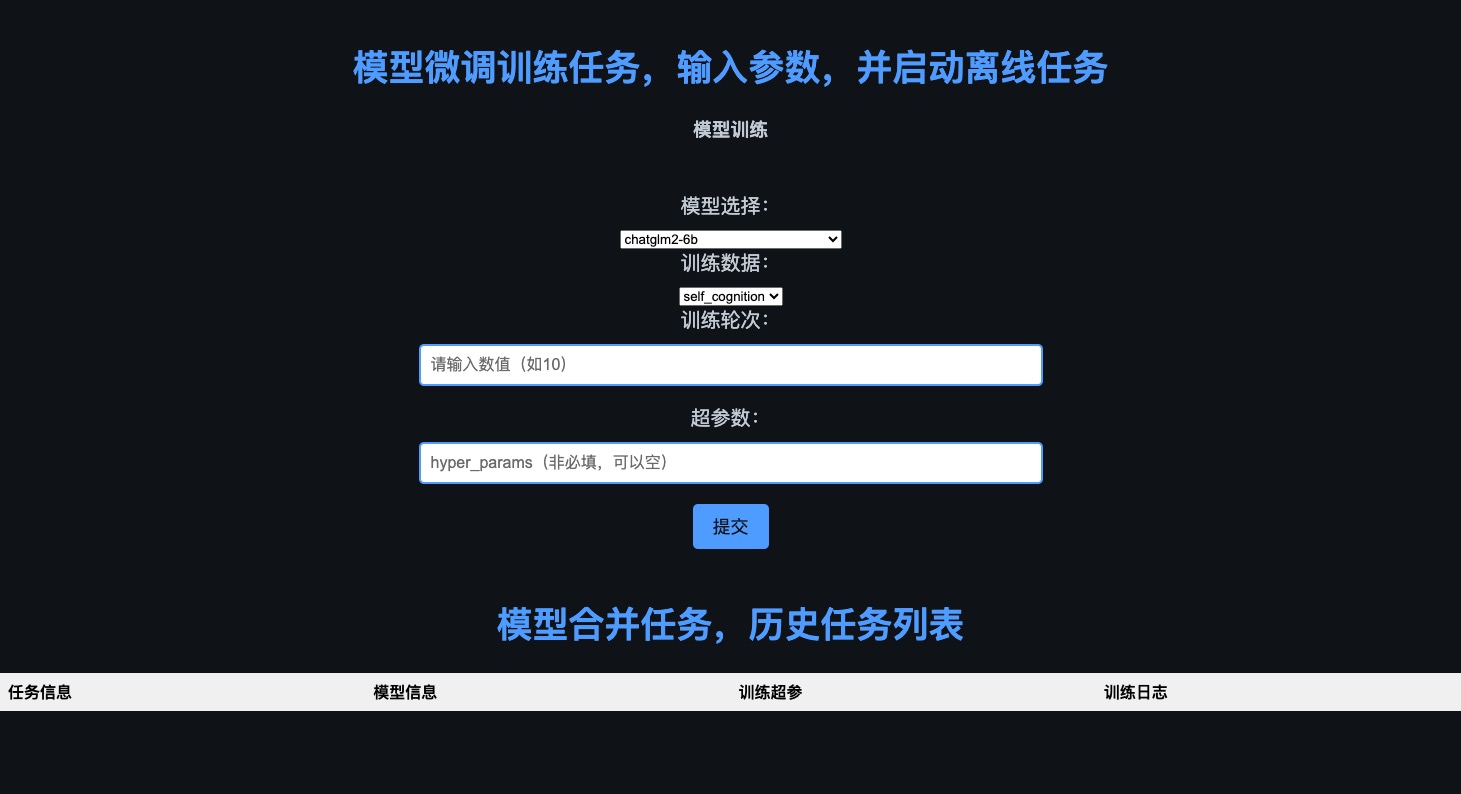 模型微调训练任务，输入参数，并启动离线任务
模型训练
模型选择：
chatglm2-6b
训练数据：
self_cognition
训练轮次：
请输入数值（如10）
超参数：
hyper_params（非必填，可以空）
提交
模型合并任务，历史任务列表
任务信息 模型信息 训练超参 训练日志